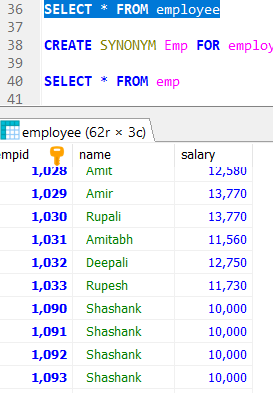 36 SELECT * FROM employee
37
38 CREATE SYNONYM Emp FOR employ
39
40 SELECT * FROM emp
41
employee (62r × 3c)
empid name salary
1,028 Amit 12,580
1,029 Amir 13,770
1,030 Rupali 13,770
1,031 Amitabh 11,560
1,032 Deepali 12,750
1,033 Rupesh 11,730
1,090 Shashank 10,000
1,091 Shashank 10,000
1,092 Shashank 10,000
1,093 Shashank 10,000